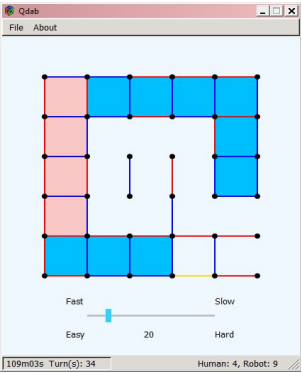 Qdab
File About
Fast Slow
Easy 20 Hard
109m03s Turn(s): 34 Human: 4, Robot: 9